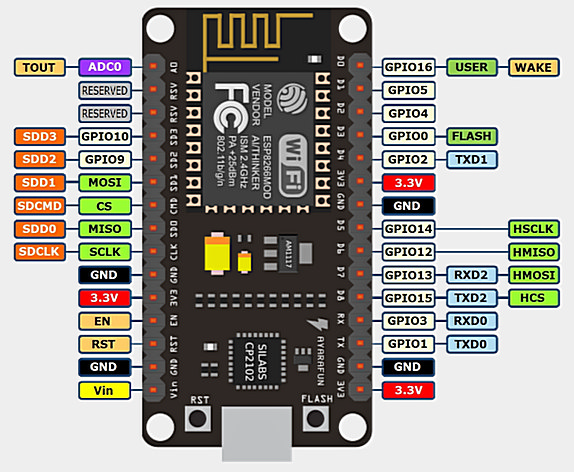 TOUT ADC0
RESERVED
RESERVED
SDD3 GPIO10
SDD2 GPIO9
SDD1 MOSI
SDCMD CS
SDD0 MISO
SDCLK SCLK
GND
3.3V
EN
RST
GND
Vin
A0
RSV
RSV
SD3
SD2
SD1
CMD
SD0
CLK
GND
3V3
EN
RST
GND
Vin
MODEL
VENDOR
ESP8266MOD
AI/THINKER
ISM 2.4GHz
PA +25dBm
802.11b/g/n
FC
Wi Fi
AM1117
SILABS
CP2102
AYARAFUN
RST
FLASH
D0
D1
D2
D3
D4
3V3
GND
D5
D6
D7
D8
RX
TX
GND
3V3
GPIO16 USER WAKE
GPIO5
GPIO4
GPIO0 FLASH
GPIO2 TXD1
3.3V
GND
GPIO14 HSCLK
GPIO12 HMISO
GPIO13 RXD2 HMOSI
GPIO15 TXD2 HCS
GPIO3 RXD0
GPIO1 TXD0
GND
3.3V